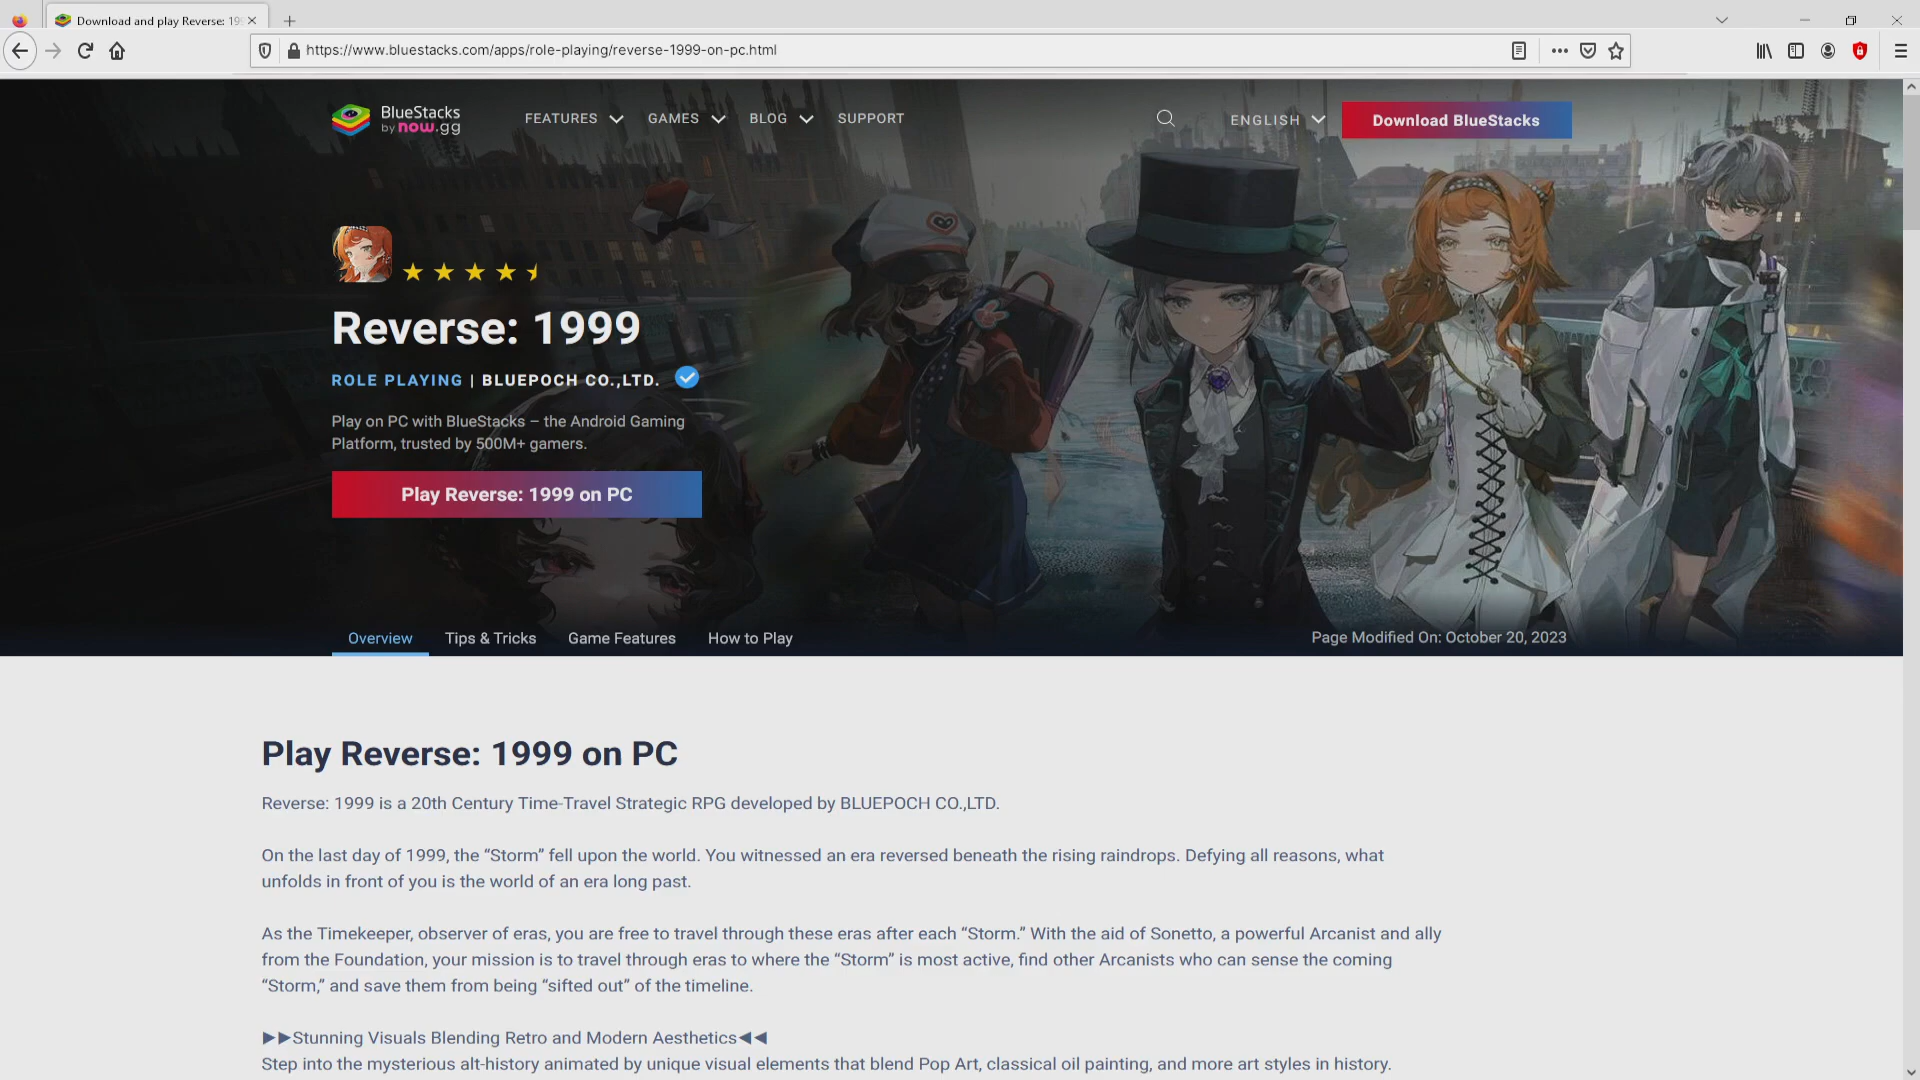 Download and play Reverse: 19
https://www.bluestacks.com/apps/role-playing/reverse-1999-on-pc.html
BlueStacks
by now.gg
FEATURES
GAMES
BLOG
SUPPORT
ENGLISH
Download BlueStacks
Reverse: 1999
ROLE PLAYING | BLUEPOCH CO.,LTD.
Play on PC with BlueStacks – the Android Gaming
Platform, trusted by 500M+ gamers.
Play Reverse: 1999 on PC
Overview
Tips & Tricks
Game Features
How to Play
Page Modified On: October 20, 2023
Play Reverse: 1999 on PC
Reverse: 1999 is a 20th Century Time-Travel Strategic RPG developed by BLUEPOCH CO.,LTD.
On the last day of 1999, the “Storm” fell upon the world. You witnessed an era reversed beneath the rising raindrops. Defying all reasons, what
unfolds in front of you is the world of an era long past.
As the Timekeeper, observer of eras, you are free to travel through these eras after each “Storm.” With the aid of Sonetto, a powerful Arcanist and ally
from the Foundation, your mission is to travel through eras to where the “Storm” is most active, find other Arcanists who can sense the coming
“Storm,” and save them from being “sifted out” of the timeline.
▶▶Stunning Visuals Blending Retro and Modern Aesthetics◀◀
Step into the mysterious alt-history animated by unique visual elements that blend Pop Art, classical oil painting, and more art styles in history.